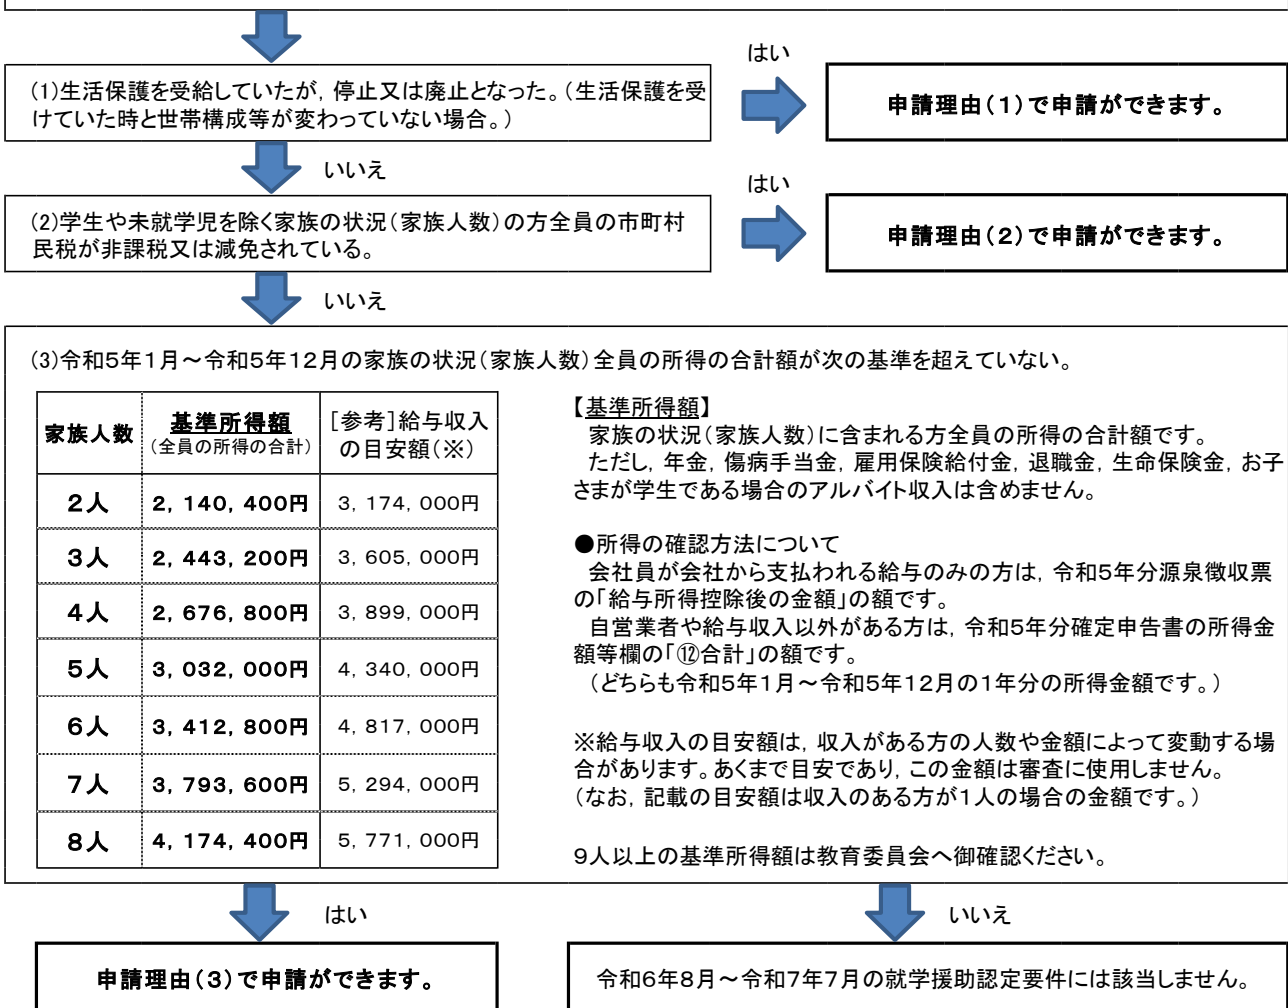 はい
(1)生活保護を受給していたが，停止又は廃止となった。（生活保護を受
けていた時と世帯構成等が変わっていない場合。）
申請理由（１）で申請ができます。
いいえ
はい
(2)学生や未就学児を除く家族の状況（家族人数）の方全員の市町村
民税が非課税又は減免されている。
申請理由（２）で申請ができます。
いいえ
(3)令和５年１月～令和５年１２月の家族の状況（家族人数）全員の所得の合計額が次の基準を超えていない。
家族人数 基準所得額 （全員の所得の合計） ［参考］給与収入の目安額（※）
２人 2，140，400円 3，174，000円
３人 2，443，200円 3，605，000円
４人 2，676，800円 3，899，000円
５人 3，032，000円 4，340，000円
６人 3，412，800円 4，817，000円
７人 3，793，600円 5，294，000円
８人 4，174，400円 5，771，000円
【基準所得額】
家族の状況（家族人数）に含まれる方全員の所得の合計額です。
ただし，年金，傷病手当金，雇用保険給付金，退職金，生命保険金，お子
さまが学生である場合のアルバイト収入は含めません。
●所得の確認方法について
会社員が会社から支払われる給与のみの方は，令和５年分源泉徴収票
の「給与所得控除後の金額」の額です。
自営業者や給与収入以外がある方は，令和５年分確定申告書の所得金
額等欄の「⑫合計」の額です。
（どちらも令和５年１月～令和５年１２月の１年分の所得金額です。）
※給与収入の目安額は，収入がある方の人数や金額によって変動する場
合があります。あくまで目安であり，この金額は審査に使用しません。
（なお，記載の目安額は収入のある方が１人の場合の金額です。）
９人以上の基準所得額は教育委員会へ御確認ください。
はい
いいえ
申請理由（３）で申請ができます。
令和６年８月～令和７年７月の就学援助認定要件には該当しません。